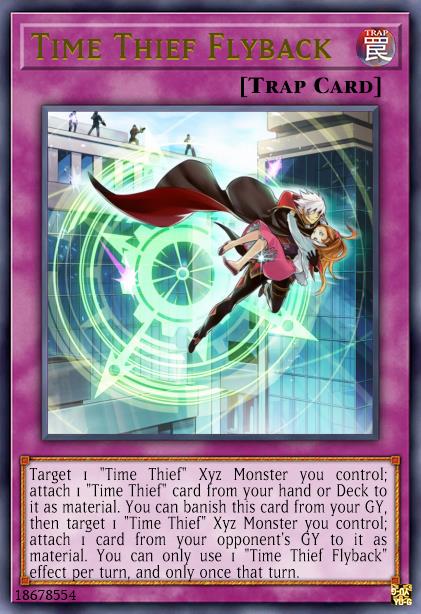 Time Thief Flyback
TRAP
罠
[Trap Card]
Target 1 "Time Thief" Xyz Monster you control;
attach 1 "Time Thief" card from your hand or Deck to
it as material. You can banish this card from your GY,
then target 1 "Time Thief" Xyz Monster you control;
attach 1 card from your opponent's GY to it as
material. You can only use 1 "Time Thief Flyback"
effect per turn, and only once that turn.
18678554